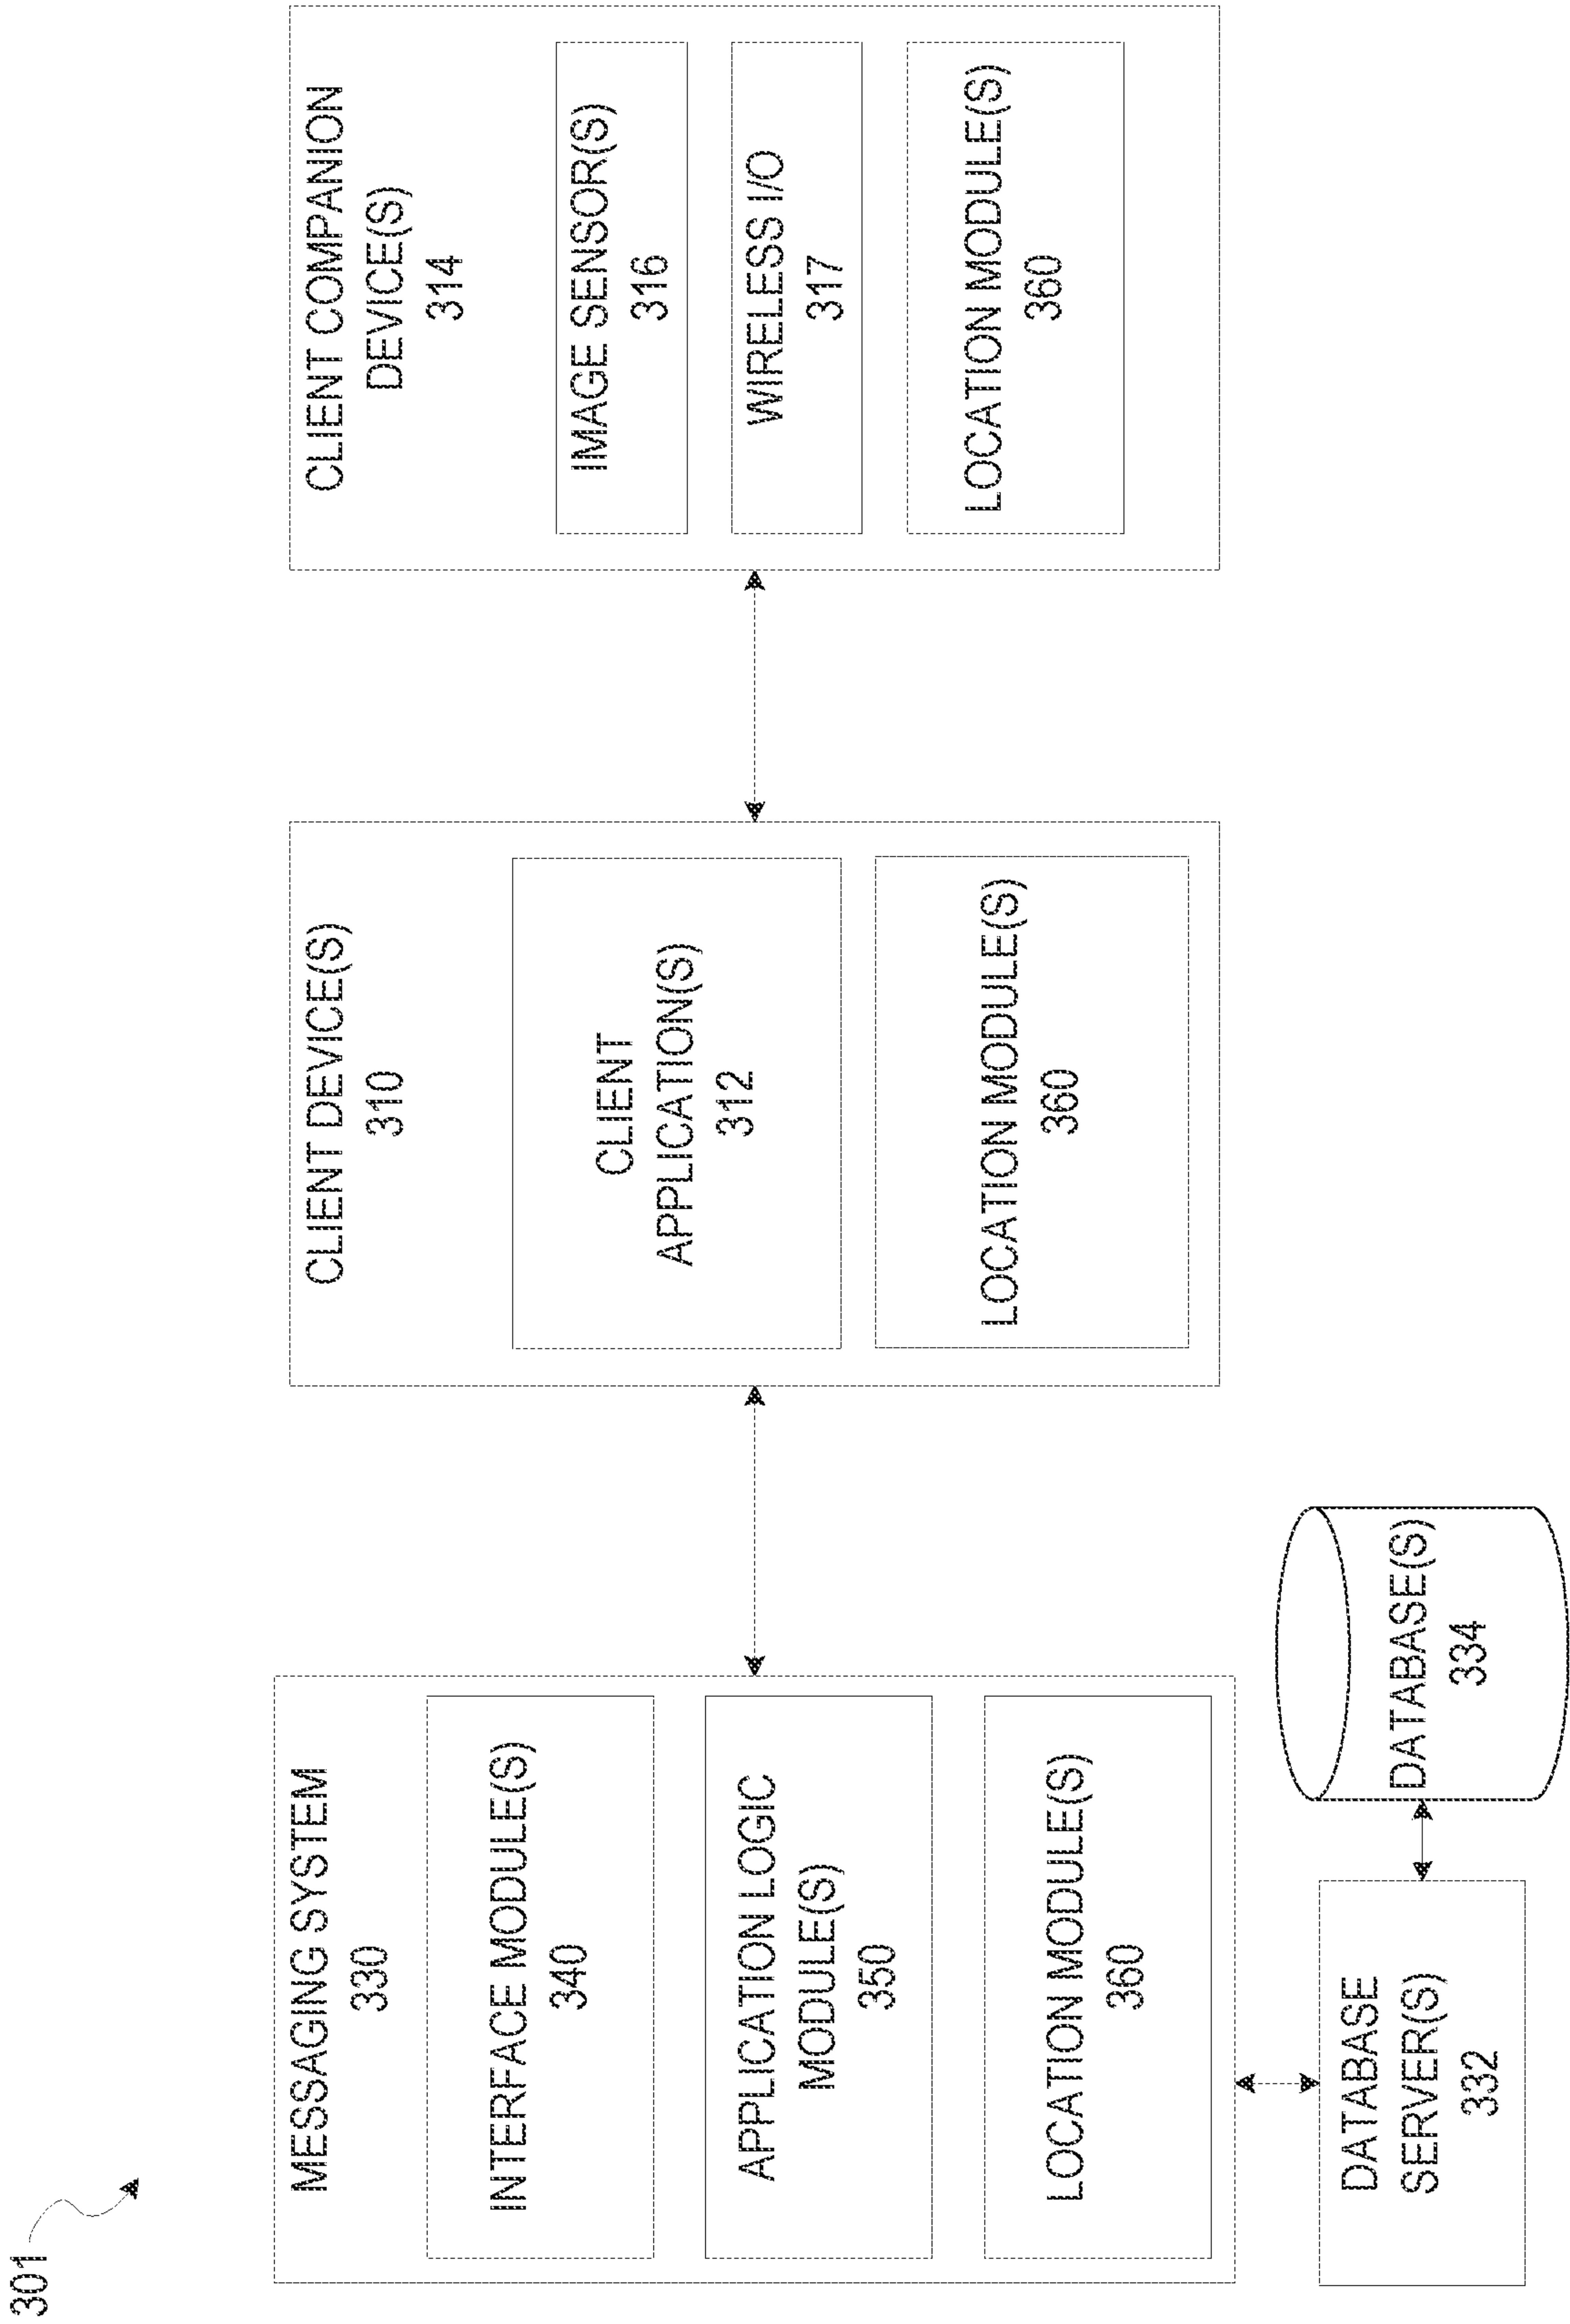 301
MESSAGING SYSTEM
330
INTERFACE MODULE(S)
340
APPLICATION LOGIC
MODULE(S)
350
LOCATION MODULE(S)
360
DATABASE
SERVER(S)
332
DATABASE(S)
334
CLIENT DEVICE(S)
310
CLIENT
APPLICATION(S)
312
LOCATION MODULE(S)
360
CLIENT COMPANION
DEVICE(S)
314
IMAGE SENSOR(S)
316
WIRELESS I/O
317
LOCATION MODULE(S)
360